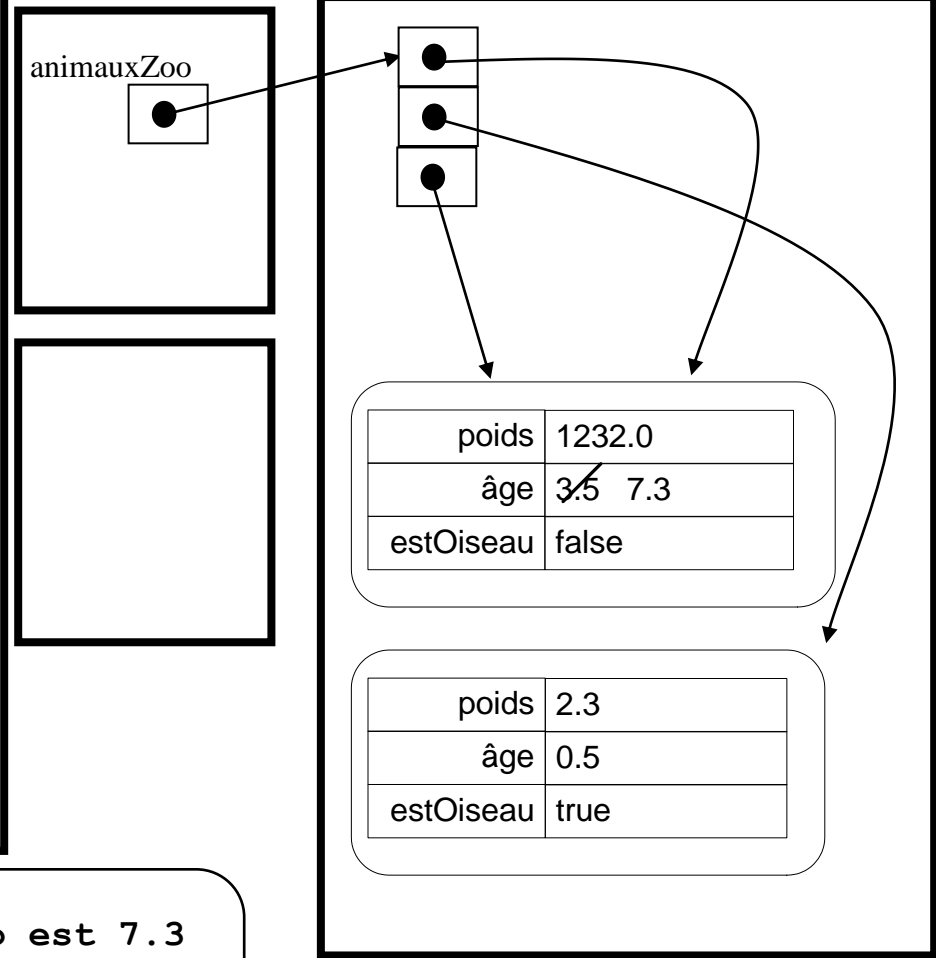 animauxZoo
poids 1232.0
âge 3.5 7.3
estOiseau false
poids 2.3
âge 0.5
estOiseau true
est 7.3